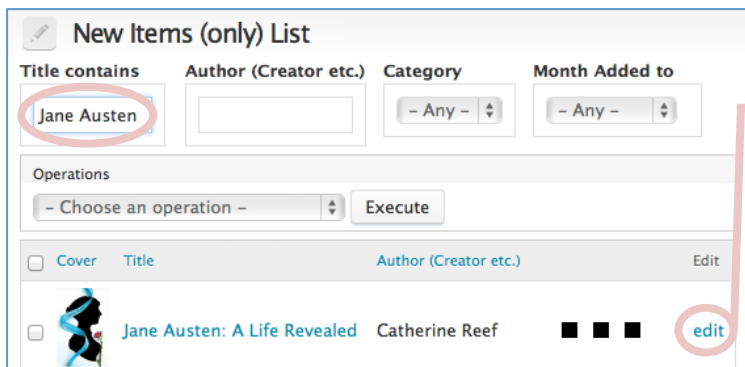 New Items (only) List
Title contains Author (Creator etc.) Category Month Added to
Jane Austen – Any – – Any –
Operations
– Choose an operation – Execute
Cover Title Author (Creator etc.) Edit
Jane Austen: A Life Revealed Catherine Reef edit